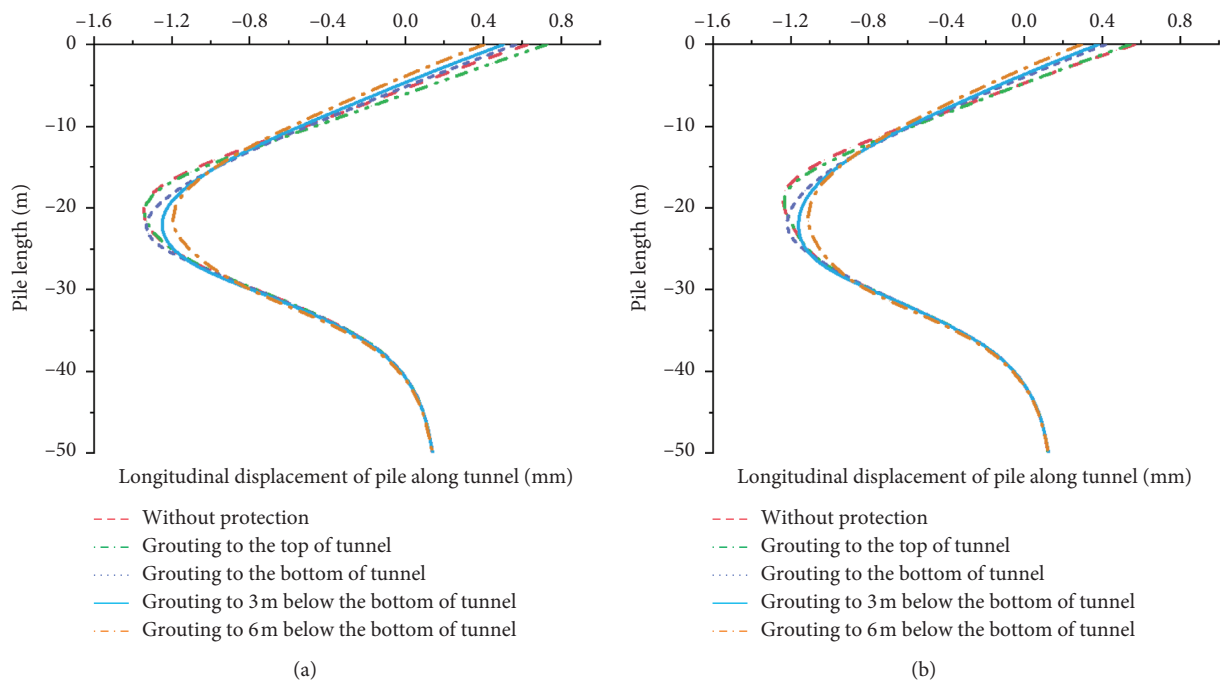 −1.6 −1.2 −0.8 −0.4 0.0 0.4 0.8
0
−10
−20
−30
−40
−50
Pile length (m)
Longitudinal displacement of pile along tunnel (mm)
Without protection
Grouting to the top of tunnel
Grouting to the bottom of tunnel
Grouting to 3 m below the bottom of tunnel
Grouting to 6 m below the bottom of tunnel
(a)
−1.6 −1.2 −0.8 −0.4 0.0 0.4 0.8
0
−10
−20
−30
−40
−50
Pile length (m)
Longitudinal displacement of pile along tunnel (mm)
Without protection
Grouting to the top of tunnel
Grouting to the bottom of tunnel
Grouting to 3 m below the bottom of tunnel
Grouting to 6 m below the bottom of tunnel
(b)